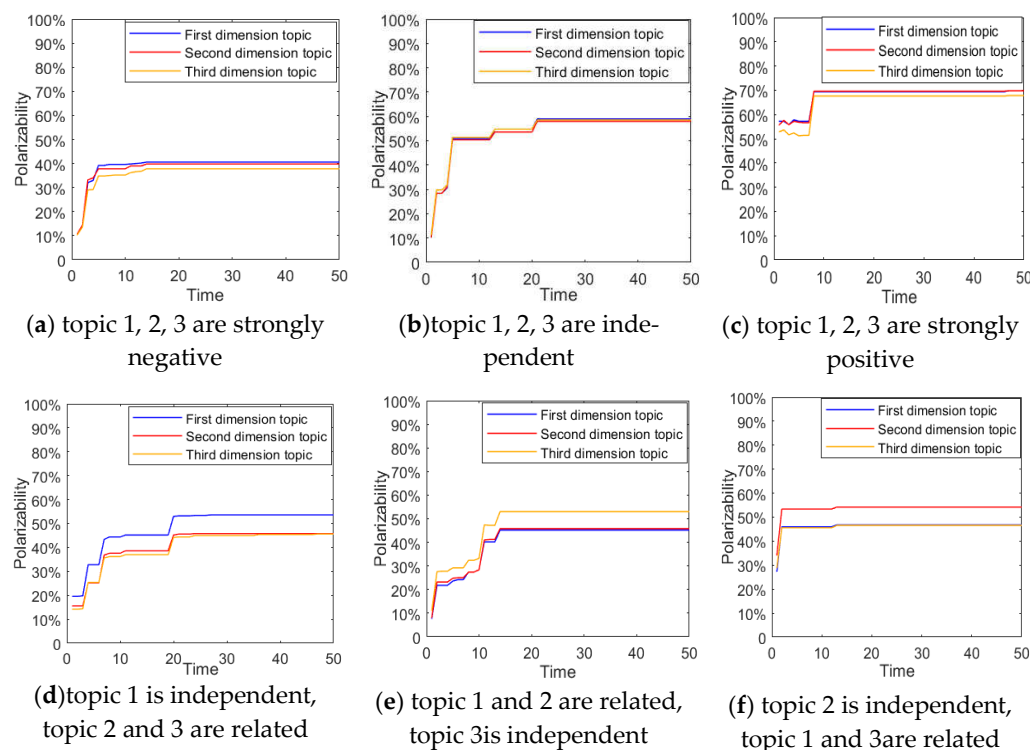 100%
90%
80%
70%
60%
50%
40%
30%
20%
10%
0
Polarizability
First dimension topic
Second dimension topic
Third dimension topic
0 10 20 30 40 50
Time
(a) topic 1, 2, 3 are strongly
negative
100%
90%
80%
70%
60%
50%
40%
30%
20%
10%
0
Polarizability
First dimension topic
Second dimension topic
Third dimension topic
0 10 20 30 40 50
Time
(b)topic 1, 2, 3 are inde-
pendent
100%
90%
80%
70%
60%
50%
40%
30%
20%
10%
0
Polarizability
First dimension topic
Second dimension topic
Third dimension topic
0 10 20 30 40 50
Time
(c) topic 1, 2, 3 are strongly
positive
100%
90%
80%
70%
60%
50%
40%
30%
20%
10%
0
Polarizability
First dimension topic
Second dimension topic
Third dimension topic
0 10 20 30 40 50
Time
(d)topic 1 is independent,
topic 2 and 3 are related
100%
90%
80%
70%
60%
50%
40%
30%
20%
10%
0
Polarizability
First dimension topic
Second dimension topic
Third dimension topic
0 10 20 30 40 50
Time
(e) topic 1 and 2 are related,
topic 3is independent
100%
90%
80%
70%
60%
50%
40%
30%
20%
10%
0
Polarizability
First dimension topic
Second dimension topic
Third dimension topic
0 10 20 30 40 50
Time
(f) topic 2 is independent,
topic 1 and 3are related